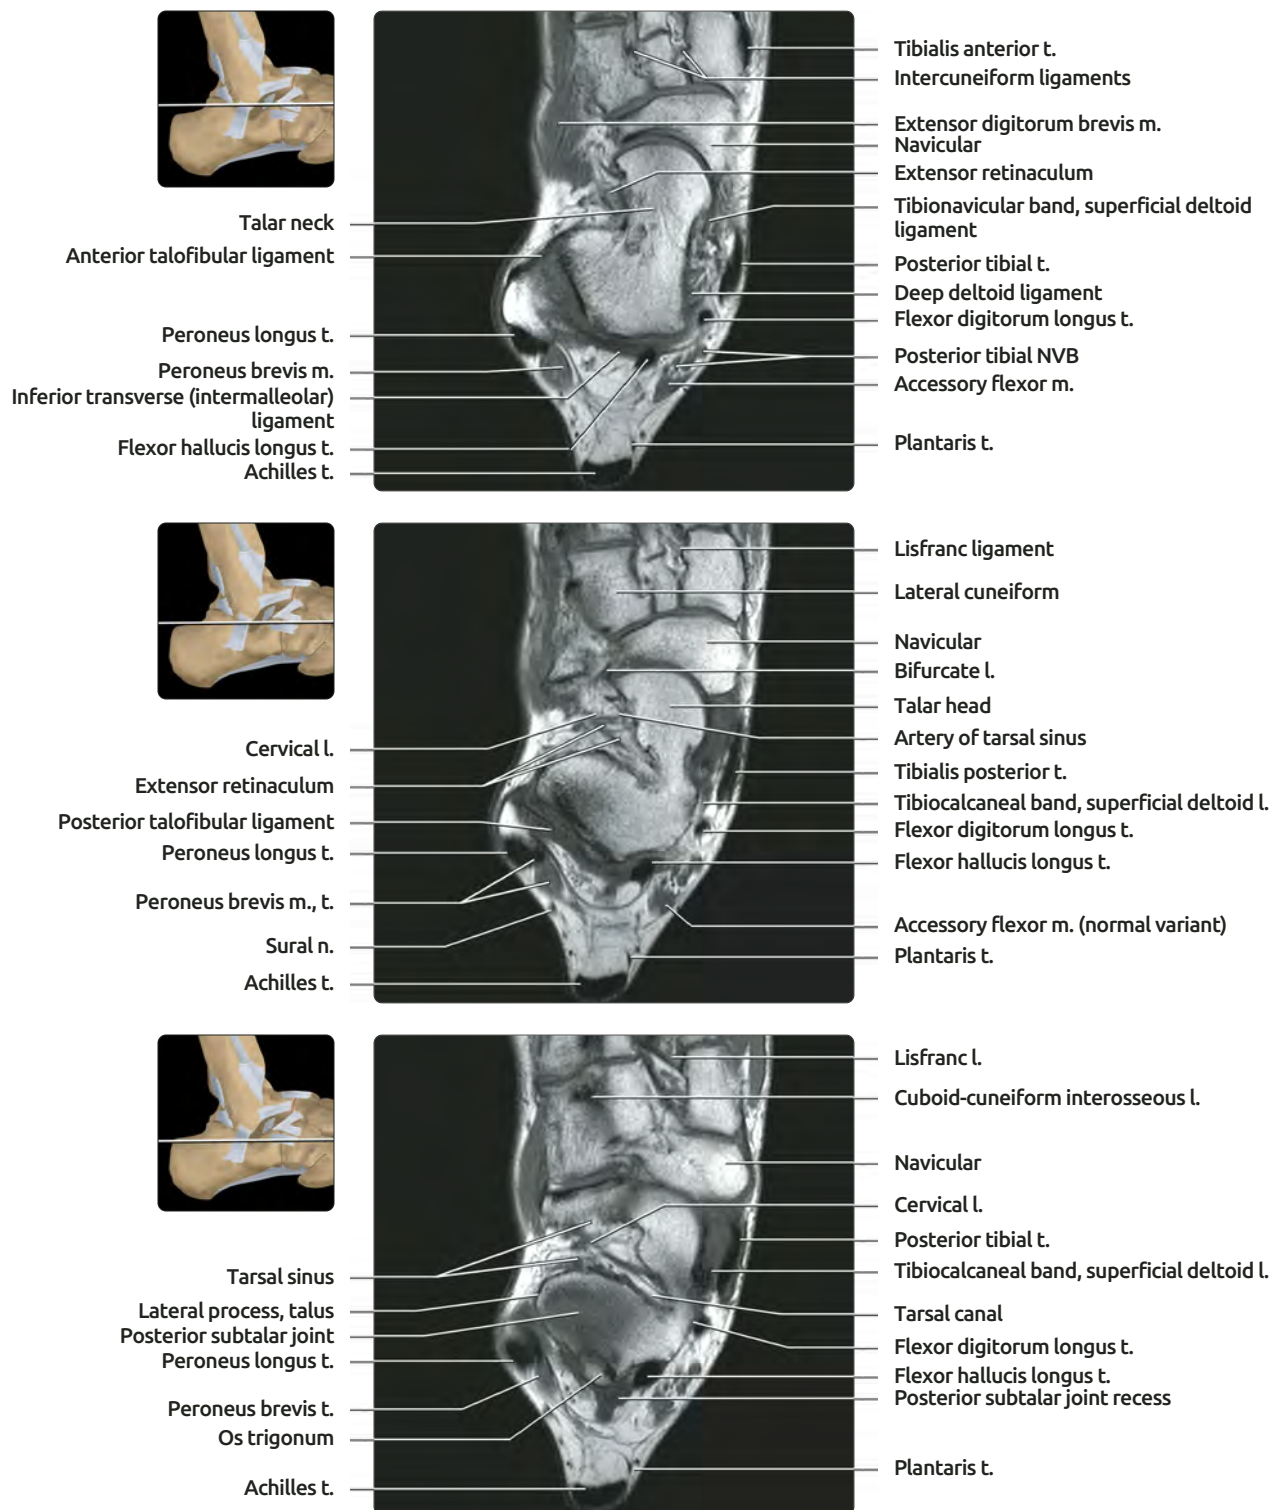 Tibialis anterior t.
Intercuneiform ligaments
Extensor digitorum brevis m.
Navicular
Extensor retinaculum
Tibionavicular band, superficial deltoid
ligament
Posterior tibial t.
Deep deltoid ligament
Flexor digitorum longus t.
Posterior tibial NVB
Accessory flexor m.
Plantaris t.
Talar neck
Anterior talofibular ligament
Peroneus longus t.
Peroneus brevis m.
Inferior transverse (intermalleolar)
ligament
Flexor hallucis longus t.
Achilles t.
Lisfranc ligament
Lateral cuneiform
Navicular
Bifurcate l.
Talar head
Artery of tarsal sinus
Tibialis posterior t.
Tibiocalcaneal band, superficial deltoid l.
Flexor digitorum longus t.
Flexor hallucis longus t.
Accessory flexor m. (normal variant)
Plantaris t.
Cervical l.
Extensor retinaculum
Posterior talofibular ligament
Peroneus longus t.
Peroneus brevis m., t.
Sural n.
Achilles t.
Lisfranc l.
Cuboid-cuneiform interosseous l.
Navicular
Cervical l.
Posterior tibial t.
Tibiocalcaneal band, superficial deltoid l.
Tarsal canal
Flexor digitorum longus t.
Flexor hallucis longus t.
Posterior subtalar joint recess
Plantaris t.
Tarsal sinus
Lateral process, talus
Posterior subtalar joint
Peroneus longus t.
Peroneus brevis t.
Os trigonum
Achilles t.